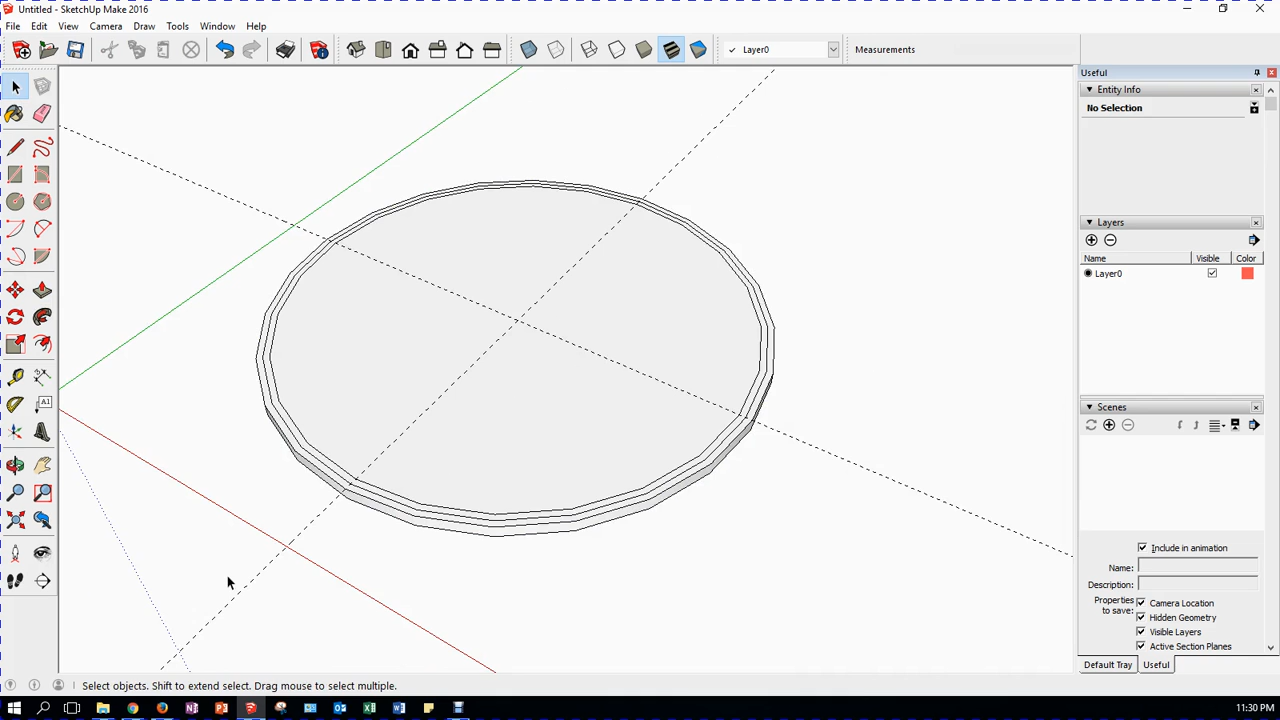 Untitled - SketchUp Make 2016
File Edit View Camera Draw Tools Window Help
Layer0
Measurements
Useful
Entity Info
No Selection
Layers
Name Visible Color
Layer0
Scenes
Include in animation
Name:
Description:
Properties to save:
Camera Location
Hidden Geometry
Visible Layers
Active Section Planes
Default Tray Useful
A1
Select objects. Shift to extend select. Drag mouse to select multiple.
11:30 PM